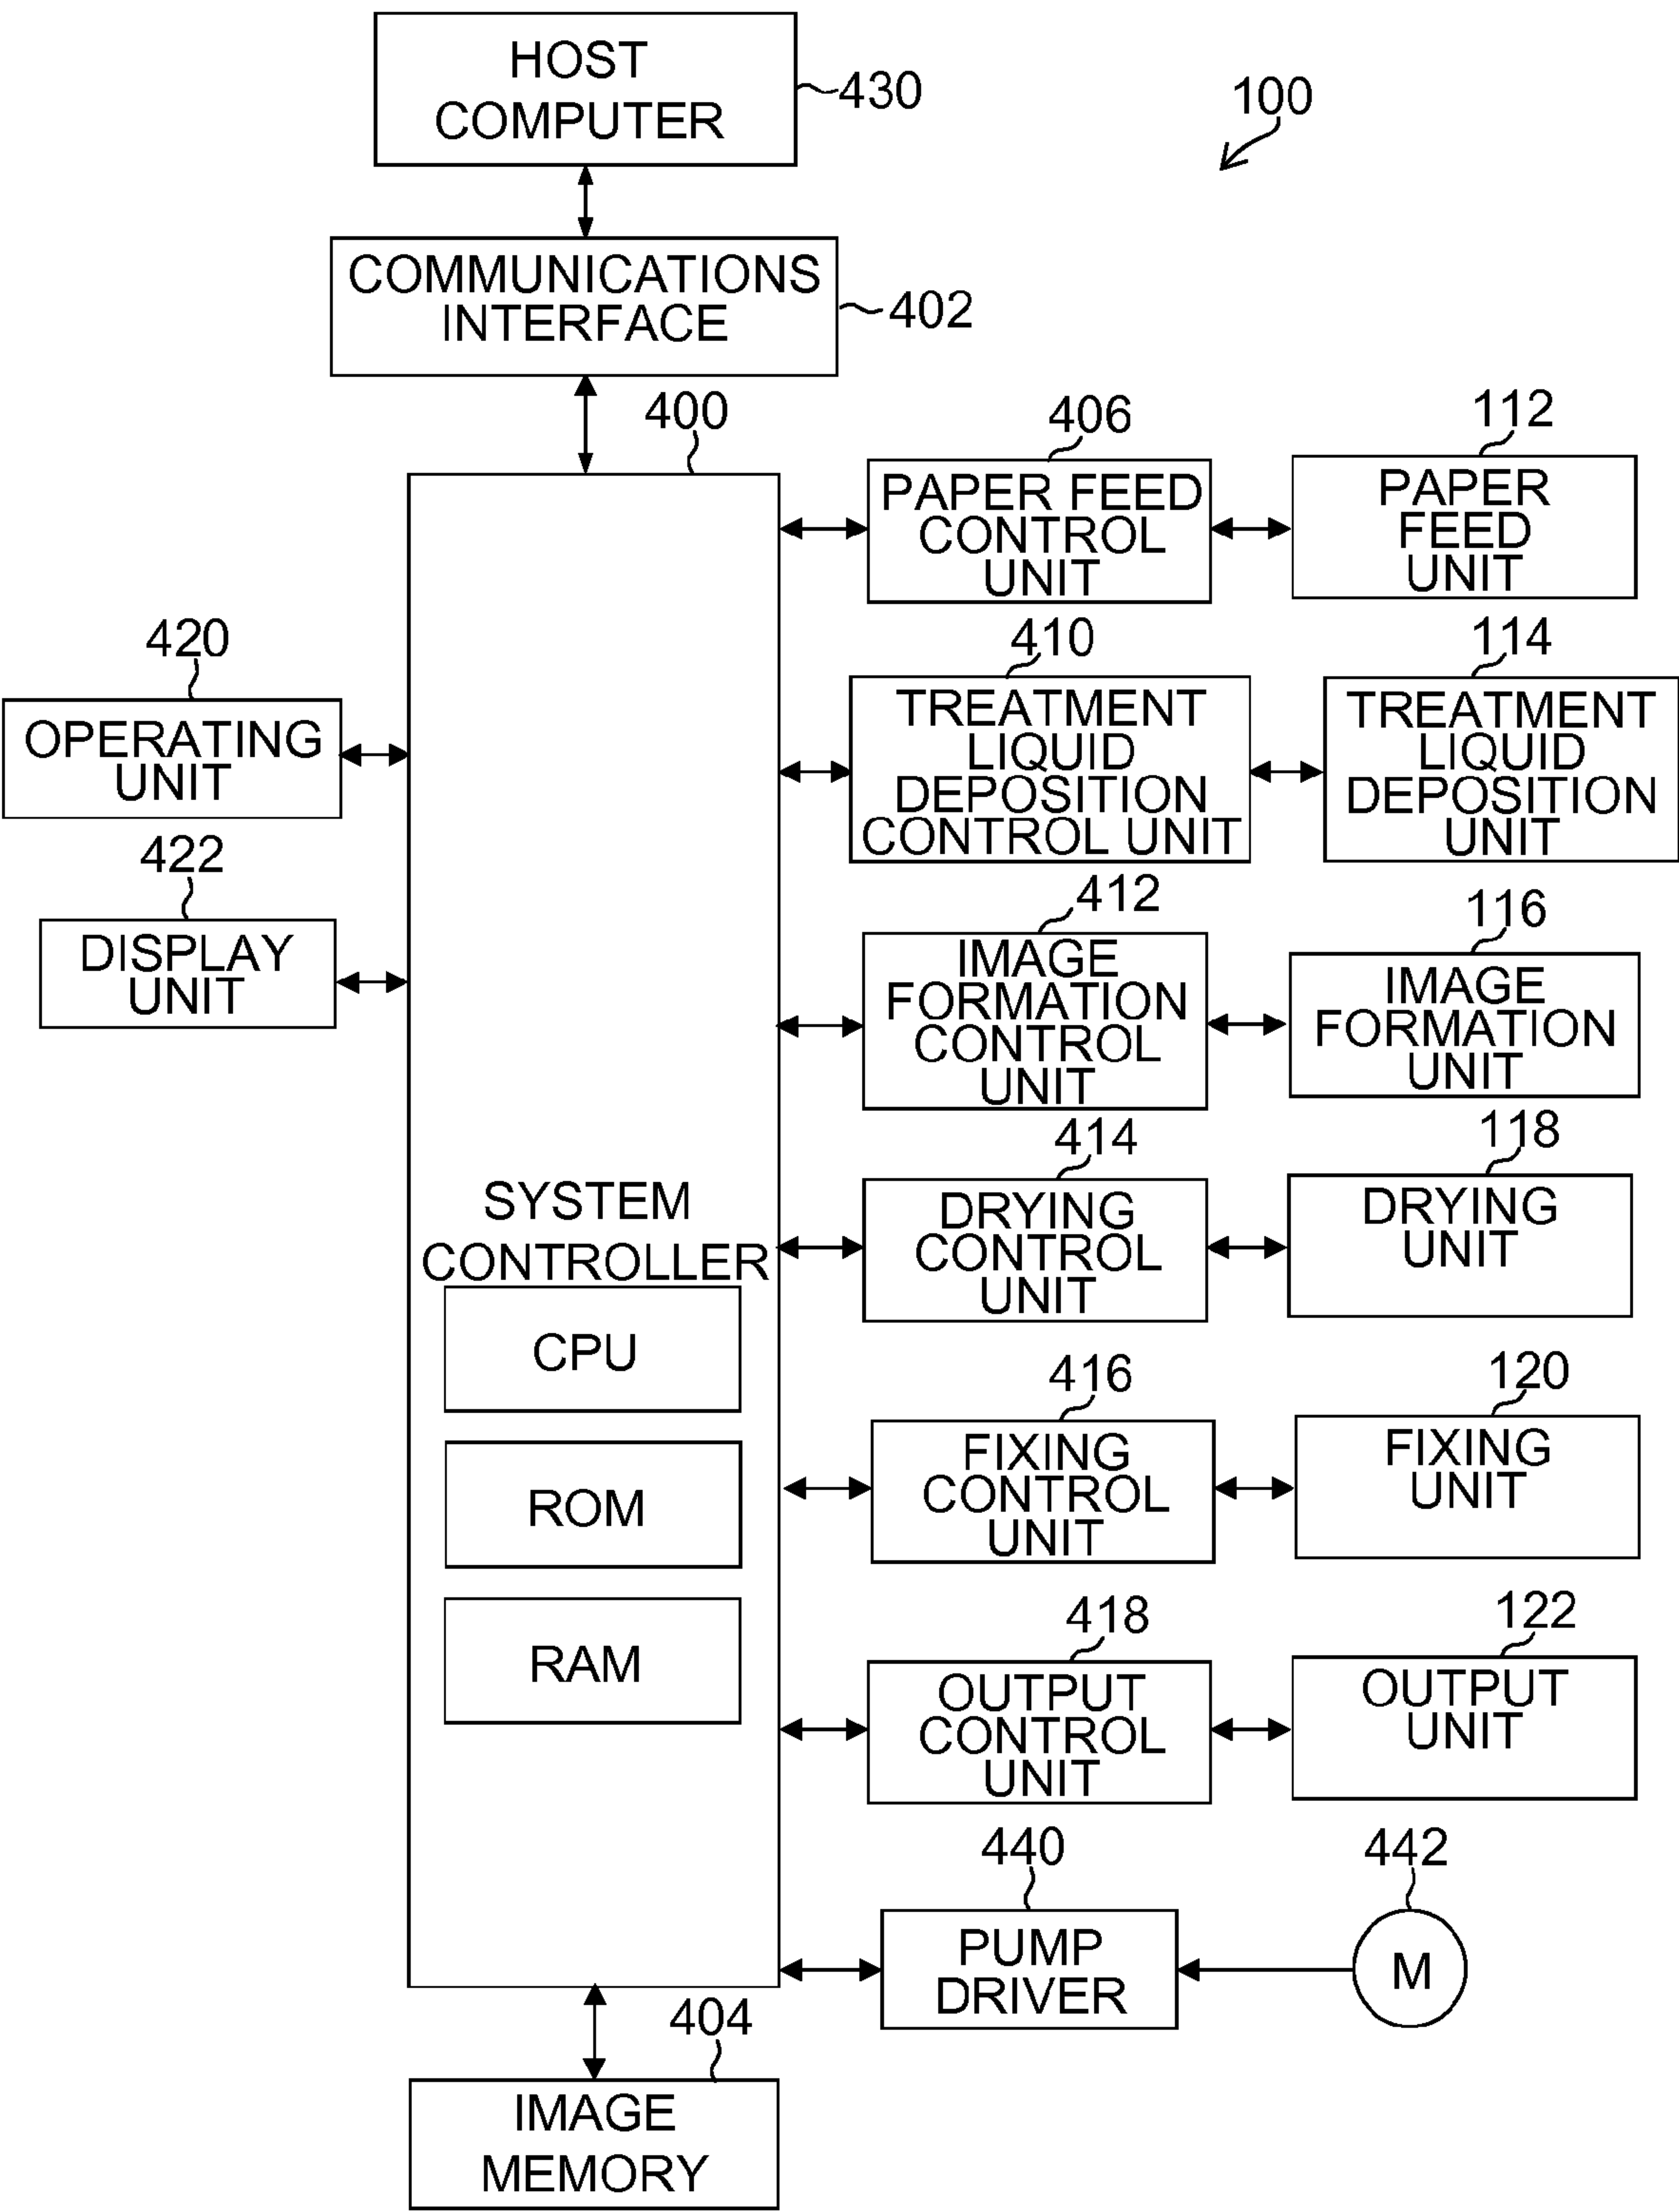 HOST
COMPUTER
430
100
COMMUNICATIONS
INTERFACE
402
400
406
PAPER FEED
CONTROL
UNIT
112
PAPER
FEED
UNIT
420
OPERATING
UNIT
410
TREATMENT
LIQUID
DEPOSITION
CONTROL UNIT
114
TREATMENT
LIQUID
DEPOSITION
UNIT
422
DISPLAY
UNIT
412
IMAGE
FORMATION
CONTROL
UNIT
116
IMAGE
FORMATION
UNIT
SYSTEM
CONTROLLER
CPU
ROM
RAM
414
DRYING
CONTROL
UNIT
118
DRYING
UNIT
416
FIXING
CONTROL
UNIT
120
FIXING
UNIT
418
OUTPUT
CONTROL
UNIT
122
OUTPUT
UNIT
440
PUMP
DRIVER
442
M
404
IMAGE
MEMORY